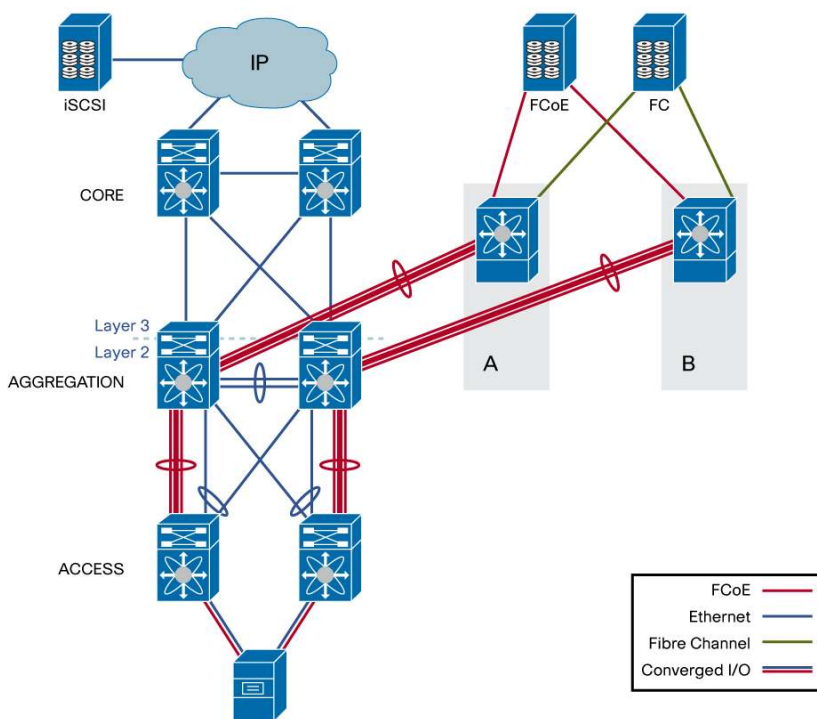 IP
iSCSI
FCoE
FC
CORE
Layer 3
Layer 2
AGGREGATION
A
B
ACCESS
FCoE
Ethernet
Fibre Channel
Converged I/O